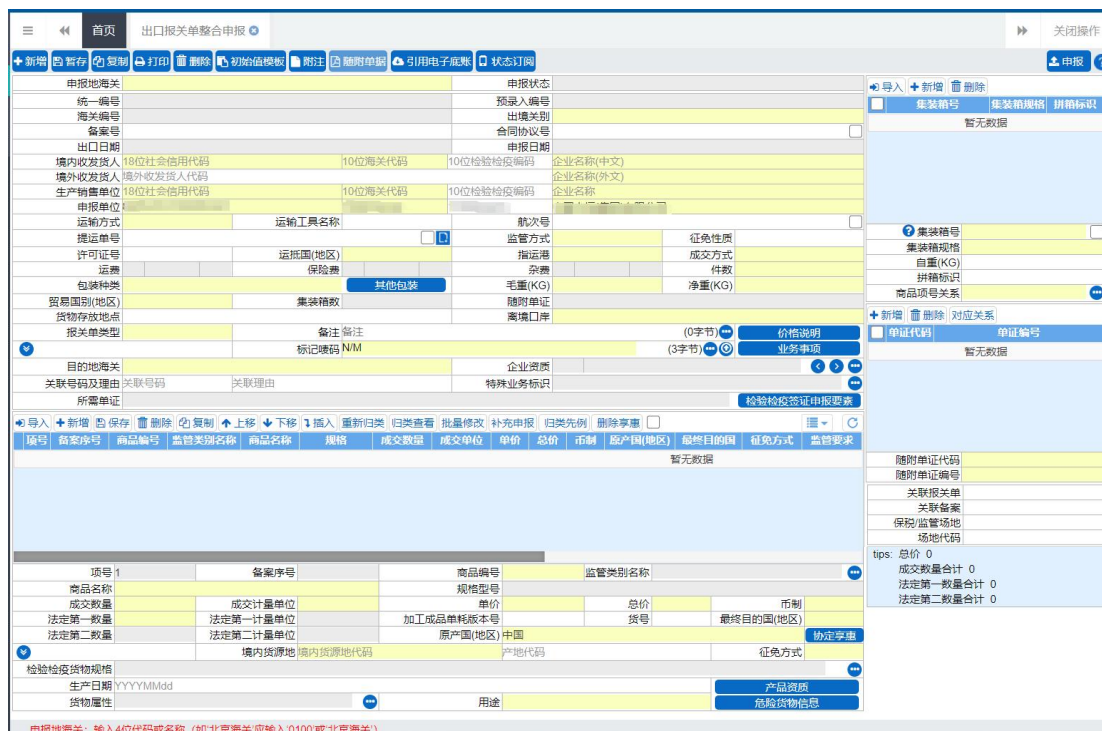 首页 出口报关单整合申报 关闭操作
新增 暂存 复制 打印 删除 初始值模板 附注 随附单据 引用电子底账 状态订阅 申报
申报地海关 申报状态
统一编号 预录入编号
海关编号 出境关别
备案号 合同协议号
出口日期 申报日期
境内收发货人 18位社会信用代码 10位海关代码 10位检验检疫编码 企业名称(中文)
境外收发货人 境外收发货人代码 企业名称(外文)
生产销售单位 18位社会信用代码 10位海关代码 10位检验检疫编码 企业名称
申报单位
运输方式 运输工具名称 航次号
提运单号 监管方式 征免性质
许可证号 运抵国(地区) 指运港 成交方式
运费 保险费 杂费 件数
包装种类 其他包装 毛重(KG) 净重(KG)
贸易国别(地区) 集装箱数 随附单证
货物存放地点 离境口岸
报关单类型 备注 备注 (0字节) 价格说明
标记唛码 N/M (3字节) 业务事项
目的地海关 企业资质
关联号码及理由 关联号码 关联理由 特殊业务标识
所需单证 检验检疫签证申报要素
导入 新增 保存 删除 复制 上移 下移 插入 重新归类 归类查看 批量修改 补充申报 归类先例 删除享惠
项号 备案序号 商品编号 监管类别名称 商品名称 规格 成交数量 成交单位 单价 总价 币制 原产国(地区) 最终目的国 征免方式 监管要求
暂无数据
项号 1 备案序号 商品编号 监管类别名称
商品名称 规格型号
成交数量 成交计量单位 单价 总价 币制
法定第一数量 法定第一计量单位 加工成品单耗版本号 货号 最终目的国(地区)
法定第二数量 法定第二计量单位 原产国(地区) 中国 协定享惠
境内货源地 境内货源地代码 产地代码 征免方式
检验检疫货物规格
生产日期 YYYYMMdd 产品资质
货物属性 用途 危险货物信息
导入 新增 删除
集装箱号 集装箱规格 拼箱标识
暂无数据
集装箱号
集装箱规格
自重(KG)
拼箱标识
商品项号关系
新增 删除 对应关系
单证代码 单证编号
暂无数据
随附单证代码
随附单证编号
关联报关单
关联备案
保税/监管场地
场地代码
tips: 总价 0
成交数量合计 0
法定第一数量合计 0
法定第二数量合计 0
申报地海关: 输入4位代码或名称 (如'北京海关'应输入'0100'或'北京海关')